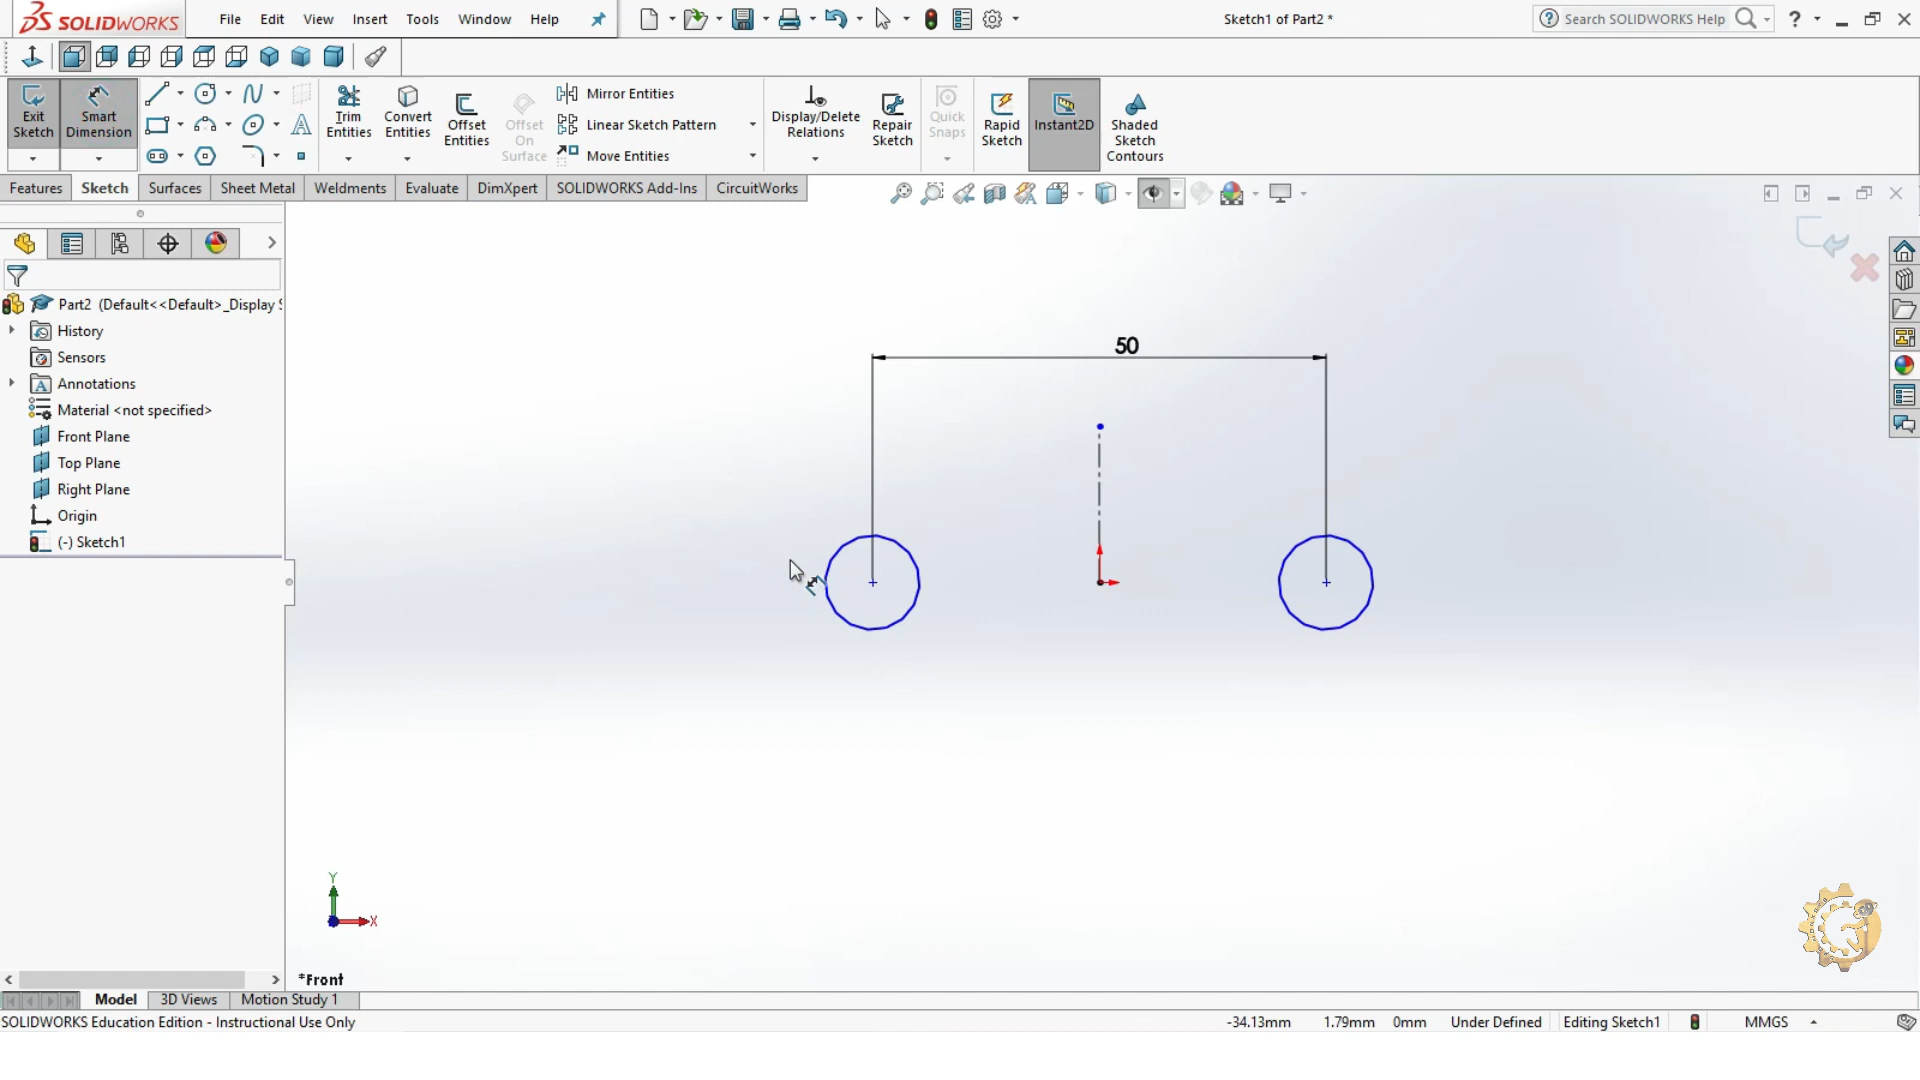 SOLIDWORKS
File Edit View Insert Tools Window Help
Sketch1 of Part2 *
Search SOLIDWORKS Help
?
Exit Sketch
Smart Dimension
Trim Entities
Convert Entities
Offset Entities
Offset On Surface
Mirror Entities
Linear Sketch Pattern
Move Entities
Display/Delete Relations
Repair Sketch
Quick Snaps
Rapid Sketch
Instant2D
Shaded Sketch Contours
Features Sketch Surfaces Sheet Metal Weldments Evaluate DimXpert SOLIDWORKS Add-Ins CircuitWorks
Part2 (Default<<Default>_Display S
History
Sensors
Annotations
Material <not specified>
Front Plane
Top Plane
Right Plane
Origin
(-) Sketch1
50
Y
X
*Front
Model 3D Views Motion Study 1
SOLIDWORKS Education Edition - Instructional Use Only
-34.13mm 1.79mm 0mm Under Defined Editing Sketch1 MMGS